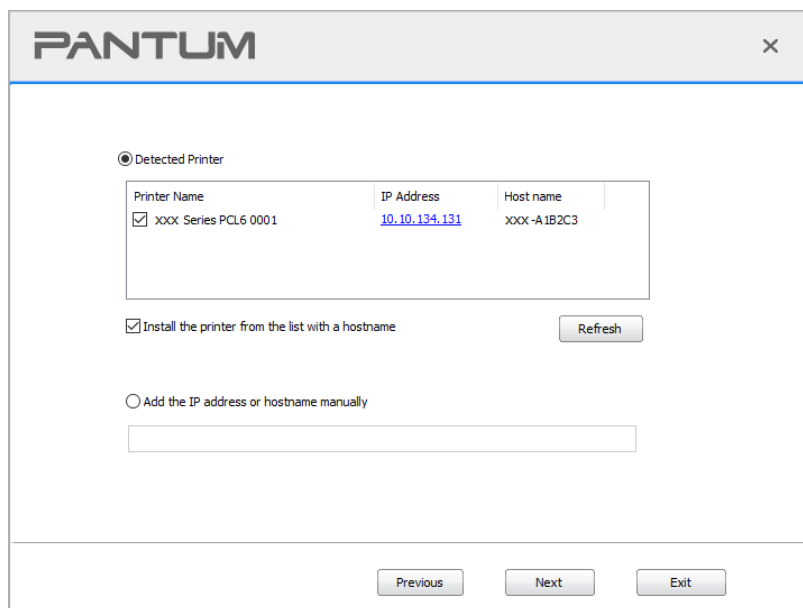 PANTUM
Detected Printer
Printer Name IP Address Host name
XXX Series PCL6 0001 10.10.134.131 XXX-A1B2C3
Install the printer from the list with a hostname Refresh
Add the IP address or hostname manually
Previous Next Exit